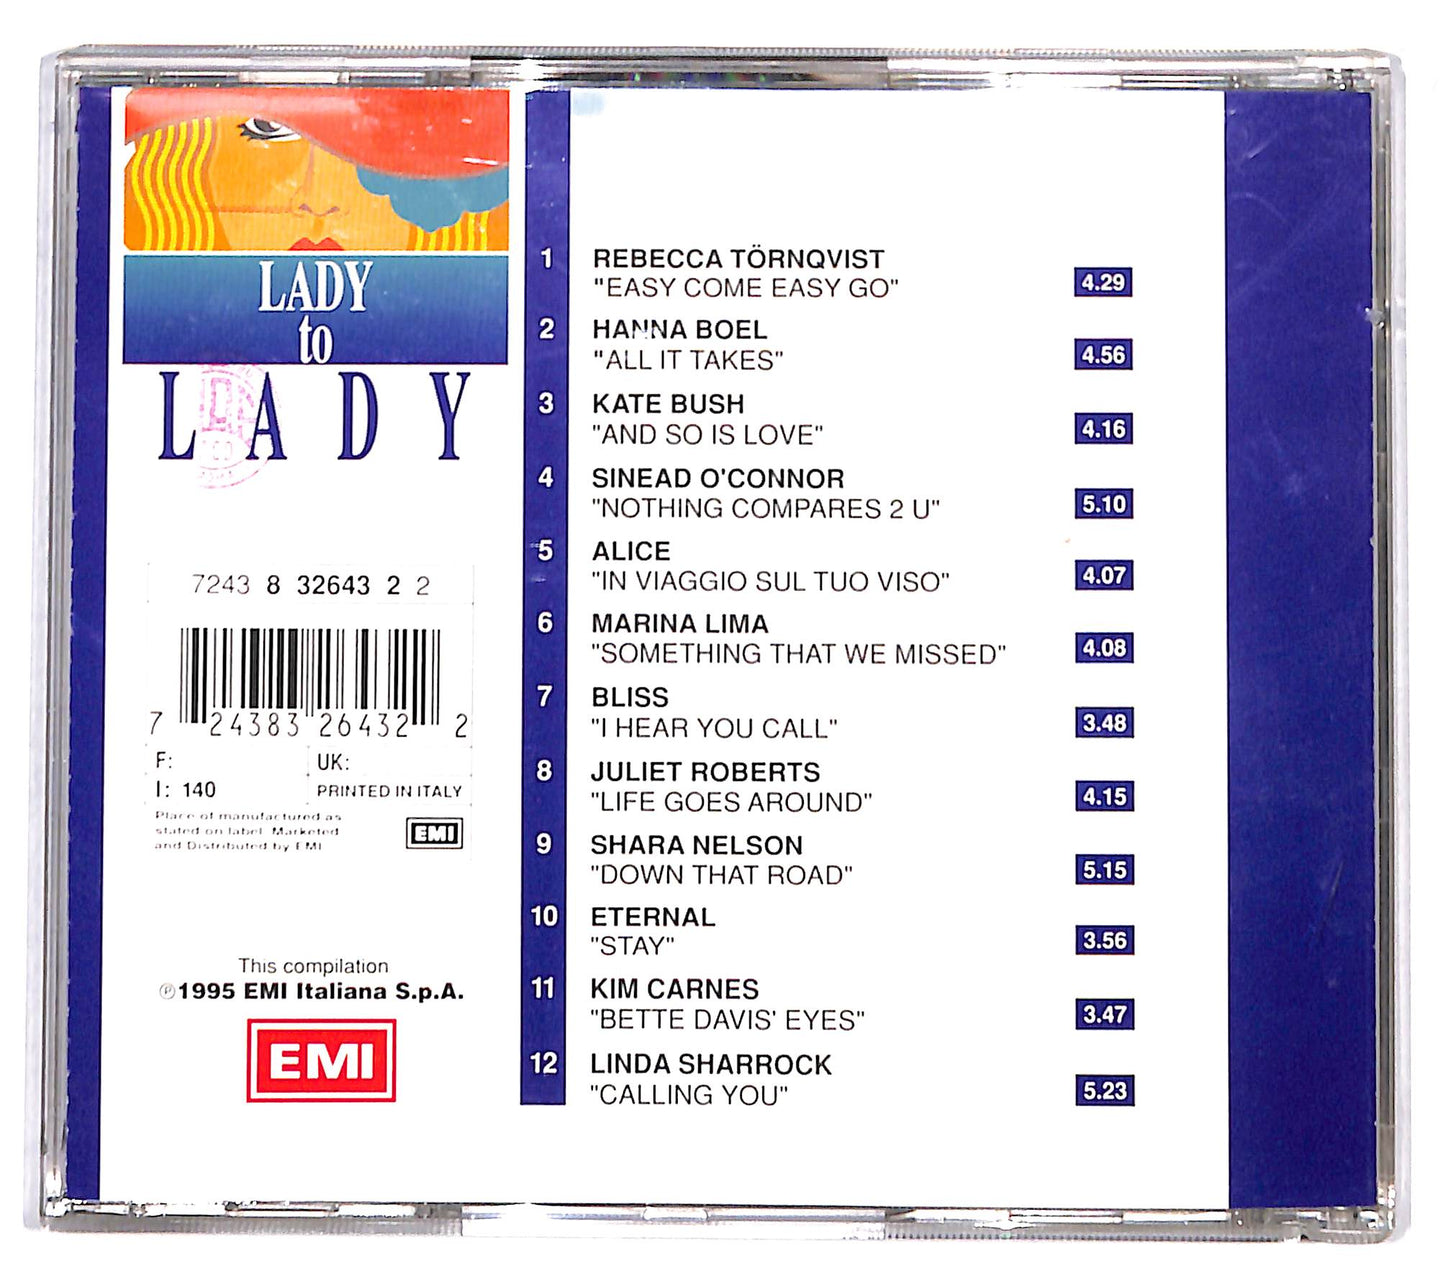 LADY
to
LADY
7243 8 32643 2 2
7 24383 26432 2
F:
UK:
I: 140
PRINTED IN ITALY
Place of manufactured as
stated on label. Marketed
and Distributed by EMI
EMI
This compilation
℗1995 EMI Italiana S.p.A.
EMI
1 REBECCA TÖRNQVIST
"EASY COME EASY GO" 4.29
2 HANNA BOEL
"ALL IT TAKES" 4.56
3 KATE BUSH
"AND SO IS LOVE" 4.16
4 SINEAD O'CONNOR
"NOTHING COMPARES 2 U" 5.10
5 ALICE
"IN VIAGGIO SUL TUO VISO" 4.07
6 MARINA LIMA
"SOMETHING THAT WE MISSED" 4.08
7 BLISS
"I HEAR YOU CALL" 3.48
8 JULIET ROBERTS
"LIFE GOES AROUND" 4.15
9 SHARA NELSON
"DOWN THAT ROAD" 5.15
10 ETERNAL
"STAY" 3.56
11 KIM CARNES
"BETTE DAVIS' EYES" 3.47
12 LINDA SHARROCK
"CALLING YOU" 5.23